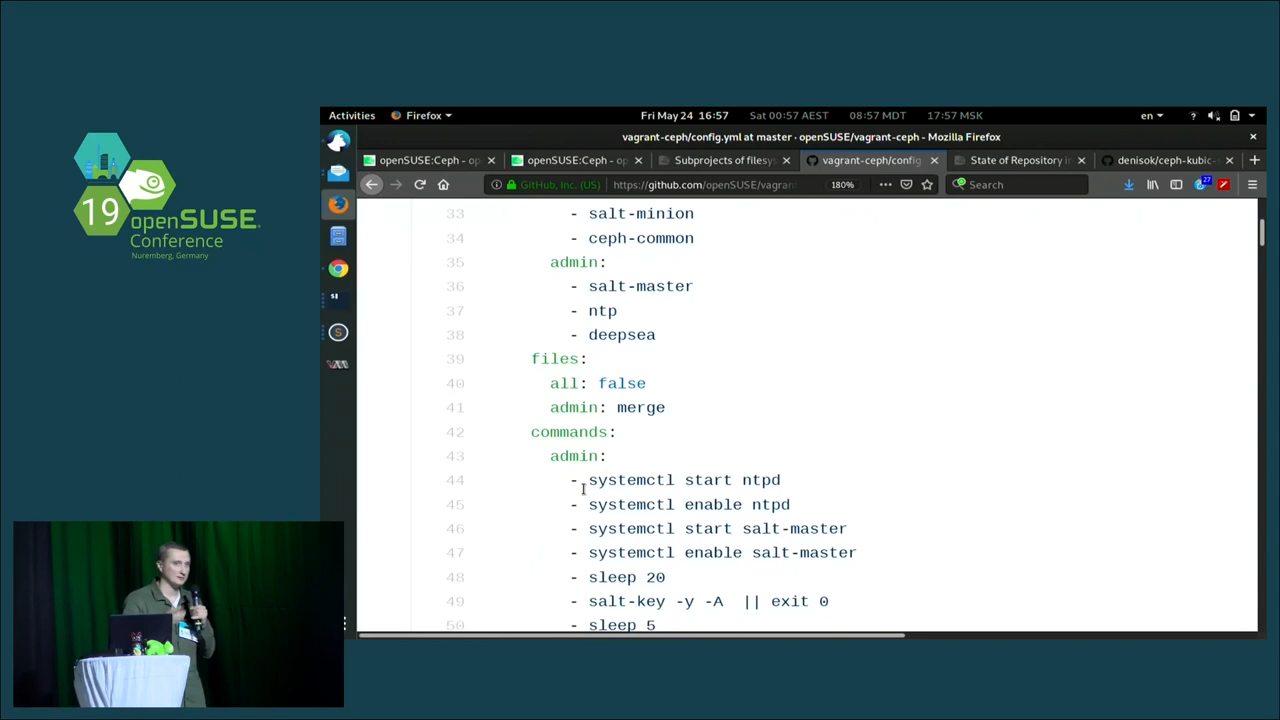 19
openSUSE
Conference
Nuremberg, Germany
Activities Firefox Fri May 24 16:57 Sat 00:57 AEST 08:57 MDT 17:57 MSK en
vagrant-ceph/config.yml at master · openSUSE/vagrant-ceph - Mozilla Firefox
openSUSE:Ceph - op openSUSE:Ceph - op Subprojects of filesy vagrant-ceph/config State of Repository in denisok/ceph-kubic-
GitHub, Inc. (US) https://github.com/openSUSE/vagran 180% Search 27
33 - salt-minion
34 - ceph-common
35 admin:
36 - salt-master
37 - ntp
38 - deepsea
39 files:
40 all: false
41 admin: merge
42 commands:
43 admin:
44 - systemctl start ntpd
45 - systemctl enable ntpd
46 - systemctl start salt-master
47 - systemctl enable salt-master
48 - sleep 20
49 - salt-key -y -A || exit 0
50 - sleep 5